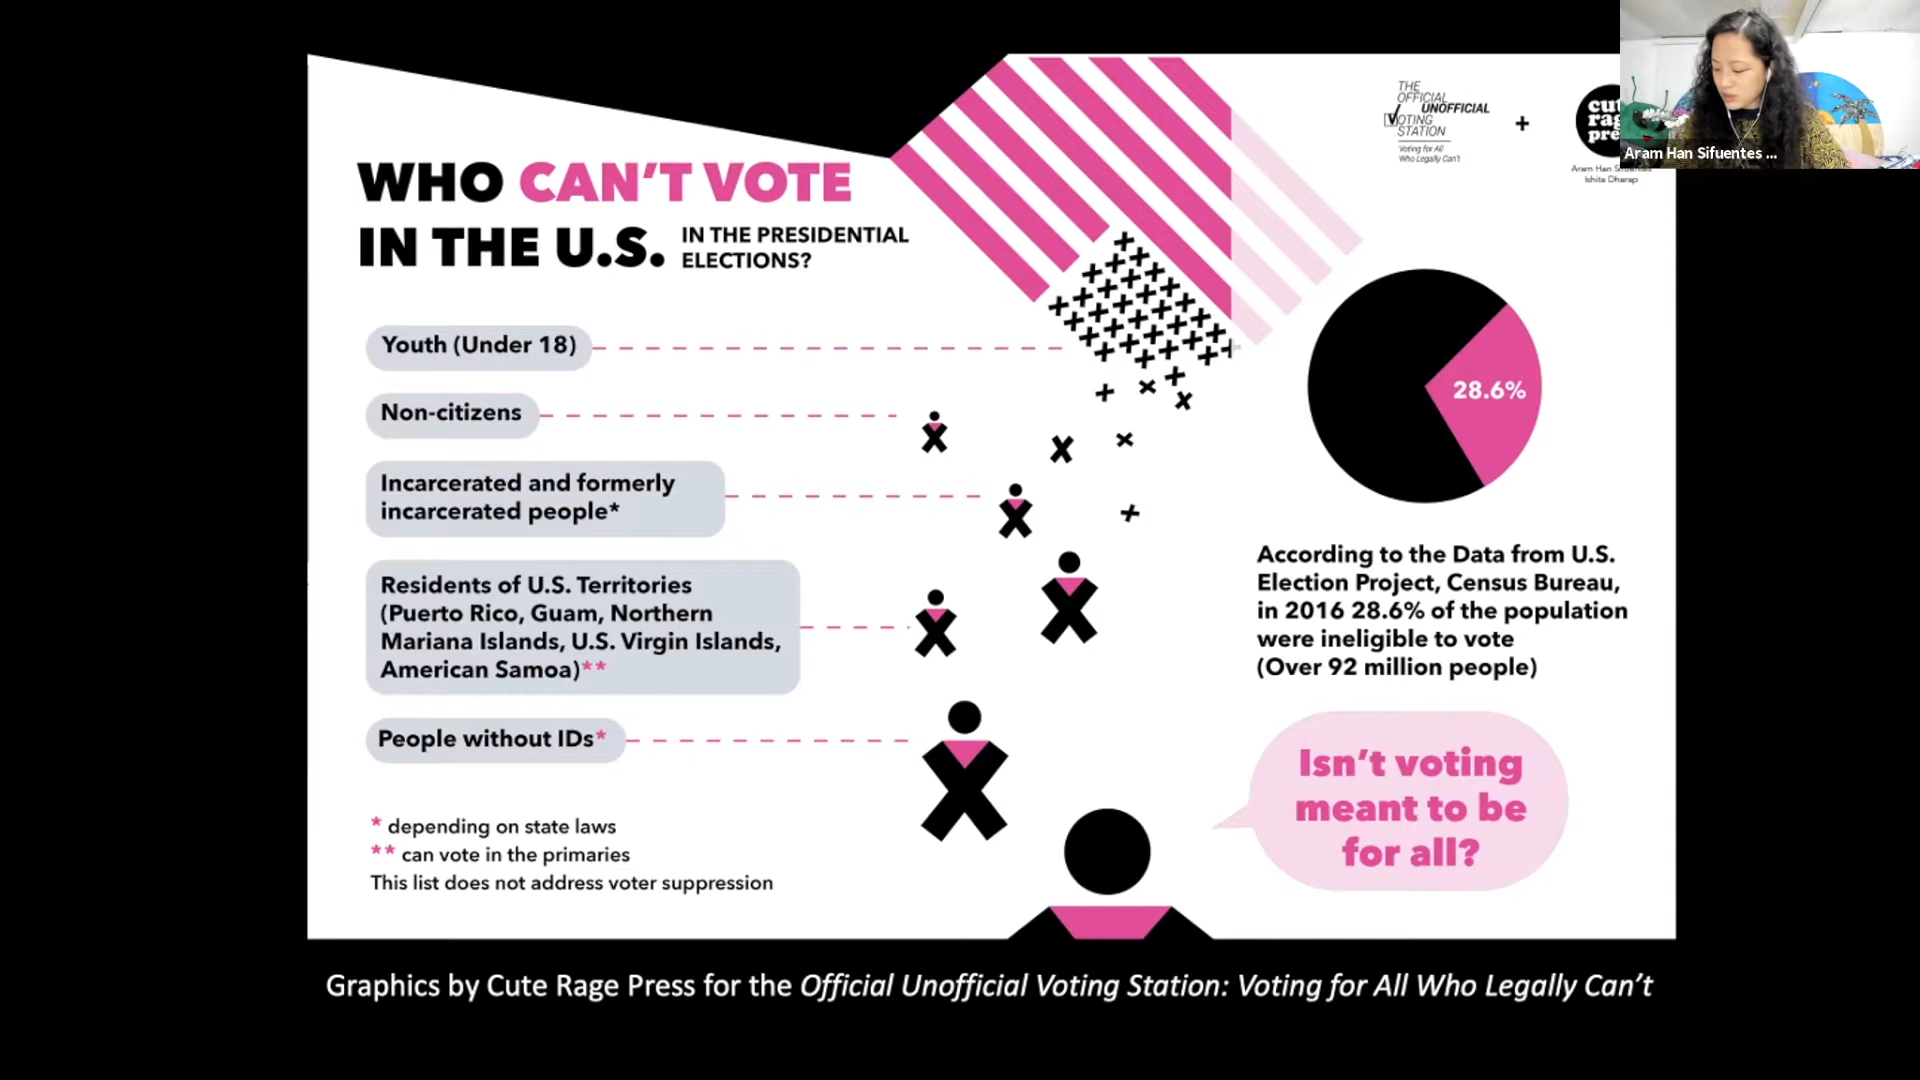 WHO CAN'T VOTE
IN THE U.S. IN THE PRESIDENTIAL
ELECTIONS?
Youth (Under 18)
Non-citizens
Incarcerated and formerly
incarcerated people*
Residents of U.S. Territories
(Puerto Rico, Guam, Northern
Mariana Islands, U.S. Virgin Islands,
American Samoa)**
People without IDs*
* depending on state laws
** can vote in the primaries
This list does not address voter suppression
THE
OFFICIAL
UNOFFICIAL
VOTING
STATION
Voting for All
Who Legally Can't
+
Aram Han Sifuentes ...
Aram Han Sifuentes
Ishita Dharap
28.6%
According to the Data from U.S.
Election Project, Census Bureau,
in 2016 28.6% of the population
were ineligible to vote
(Over 92 million people)
Isn't voting
meant to be
for all?
Graphics by Cute Rage Press for the Official Unofficial Voting Station: Voting for All Who Legally Can't